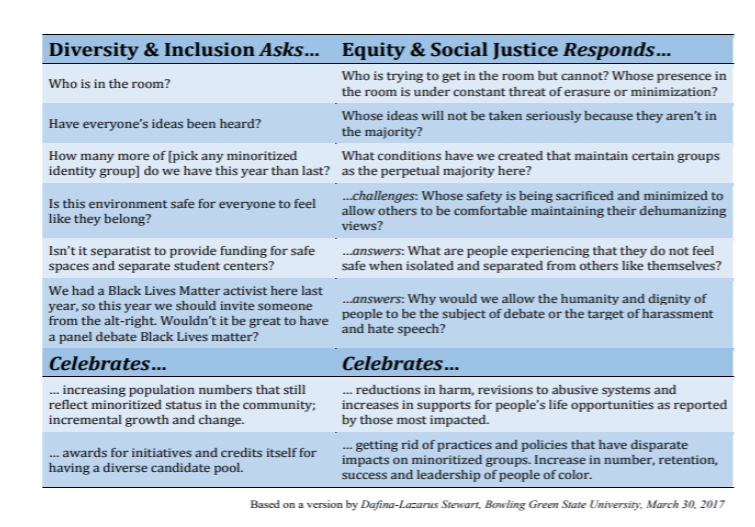 Diversity & Inclusion Asks…
Equity & Social Justice Responds…
Who is in the room?
Who is trying to get in the room but cannot? Whose presence in
the room is under constant threat of erasure or minimization?
Have everyone's ideas been heard?
Whose ideas will not be taken seriously because they aren't in
the majority?
How many more of [pick any minoritized
identity group] do we have this year than last?
What conditions have we created that maintain certain groups
as the perpetual majority here?
Is this environment safe for everyone to feel
like they belong?
…challenges: Whose safety is being sacrificed and minimized to
allow others to be comfortable maintaining their dehumanizing
views?
Isn't it separatist to provide funding for safe
spaces and separate student centers?
…answers: What are people experiencing that they do not feel
safe when isolated and separated from others like themselves?
We had a Black Lives Matter activist here last
year, so this year we should invite someone
from the alt-right. Wouldn't it be great to have
a panel debate Black Lives matter?
…answers: Why would we allow the humanity and dignity of
people to be the subject of debate or the target of harassment
and hate speech?
Celebrates…
Celebrates…
… increasing population numbers that still
reflect minoritized status in the community;
incremental growth and change.
… reductions in harm, revisions to abusive systems and
increases in supports for people's life opportunities as reported
by those most impacted.
… awards for initiatives and credits itself for
having a diverse candidate pool.
… getting rid of practices and policies that have disparate
impacts on minoritized groups. Increase in number, retention,
success and leadership of people of color.
Based on a version by Dafina-Lazarus Stewart, Bowling Green State University, March 30, 2017